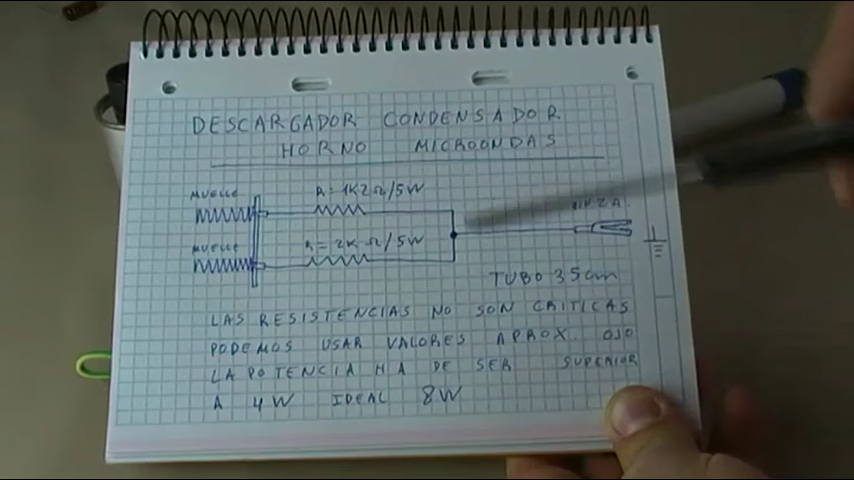 DESCARGADOR CONDENSADOR
HORNO MICROONDAS
MUELLE R=1K2Ω/5W
PINZA
MUELLE R=2KΩ/5W
TUBO 35cm
LAS RESISTENCIAS NO SON CRITICAS
PODEMOS USAR VALORES APROX. OJO
LA POTENCIA HA DE SER SUPERIOR
A 4W IDEAL 8W